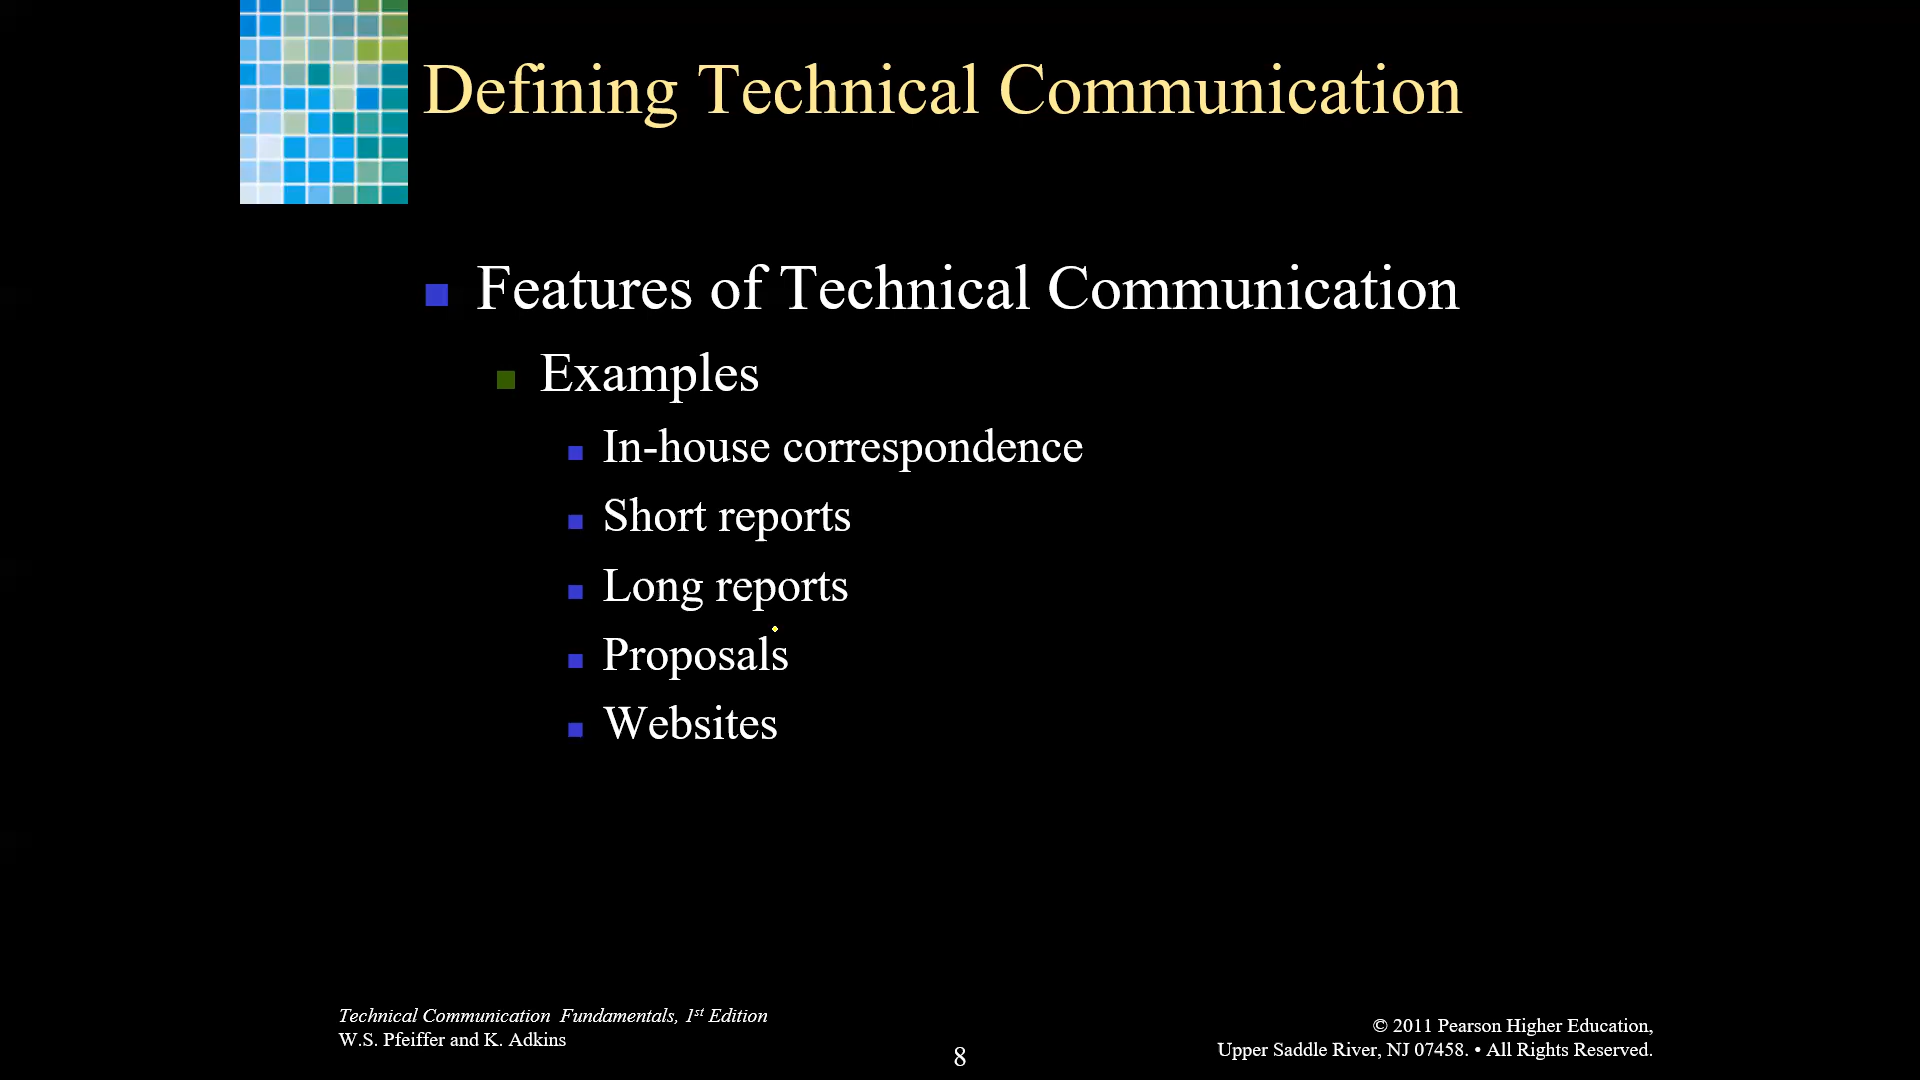 Defining Technical Communication
Features of Technical Communication
Examples
In-house correspondence
Short reports
Long reports
Proposals
Websites
Technical Communication Fundamentals, 1st Edition
W.S. Pfeiffer and K. Adkins
8
© 2011 Pearson Higher Education,
Upper Saddle River, NJ 07458. • All Rights Reserved.